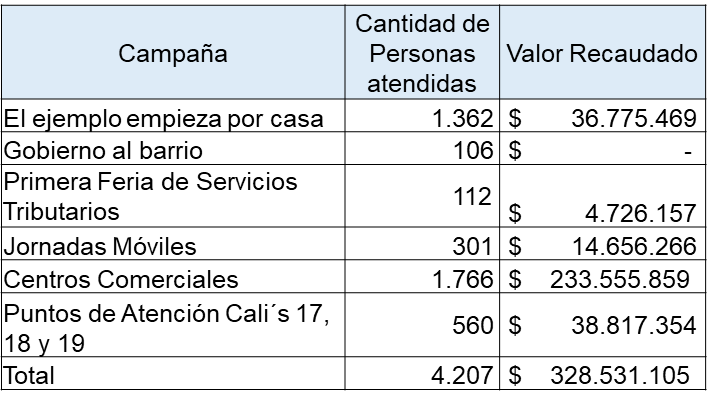 Campaña
Cantidad de
Personas
atendidas
Valor Recaudado
El ejemplo empieza por casa 1.362 $ 36.775.469
Gobierno al barrio 106 $ -
Primera Feria de Servicios
Tributarios 112 $ 4.726.157
Jornadas Móviles 301 $ 14.656.266
Centros Comerciales 1.766 $ 233.555.859
Puntos de Atención Cali´s 17,
18 y 19 560 $ 38.817.354
Total 4.207 $ 328.531.105